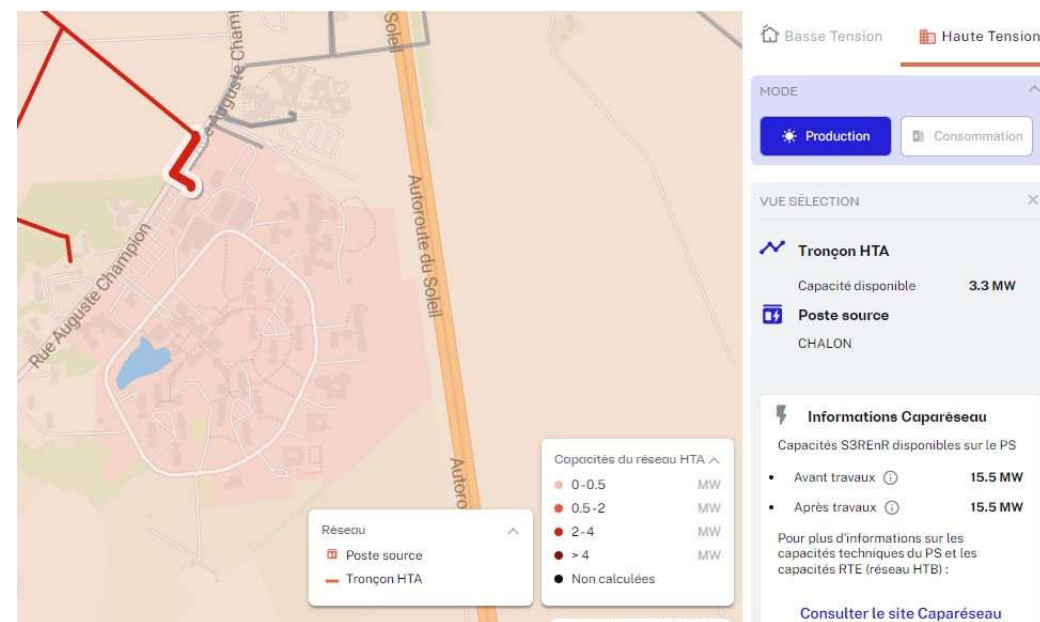 Rue Auguste Champion
Soleil
Autoroute du Soleil
Rue Auguste Champion
Autoro
Réseau
Poste source
Tronçon HTA
Capacités du réseau HTA
0-0.5 MW
0.5-2 MW
2-4 MW
> 4 MW
Non calculées
Basse Tension
Haute Tension
MODE
Production
Consommation
VUE SÉLECTION
Tronçon HTA
Capacité disponible 3.3 MW
Poste source
CHALON
Informations Caparéseau
Capacités S3REnR disponibles sur le PS
• Avant travaux 15.5 MW
• Après travaux 15.5 MW
Pour plus d'informations sur les
capacités techniques du PS et les
capacités RTE (réseau HTB) :
Consulter le site Caparéseau